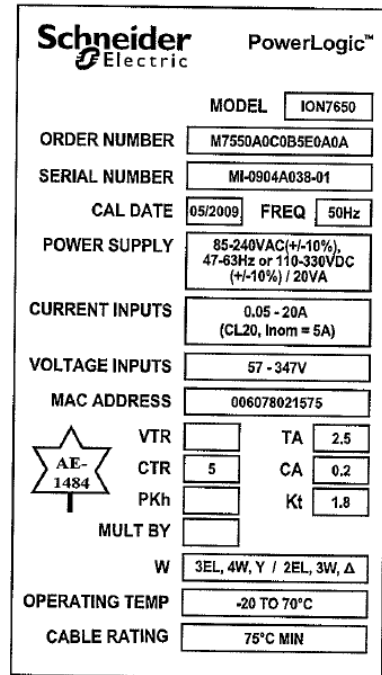 Schneider Electric PowerLogic™
MODEL ION7650
ORDER NUMBER M7550A0C0B5E0A0A
SERIAL NUMBER MI-0904A038-01
CAL DATE 05/2009 FREQ 50Hz
POWER SUPPLY 85-240VAC(+/-10%),
47-63Hz or 110-330VDC
(+/-10%) / 20VA
CURRENT INPUTS 0.05 - 20A
(CL20, Inom = 5A)
VOLTAGE INPUTS 57 - 347V
MAC ADDRESS 006078021575
VTR TA 2.5
AE-
1484
CTR 5 CA 0.2
PKh Kt 1.8
MULT BY
W 3EL, 4W, Y / 2EL, 3W, Δ
OPERATING TEMP -20 TO 70°C
CABLE RATING 75°C MIN